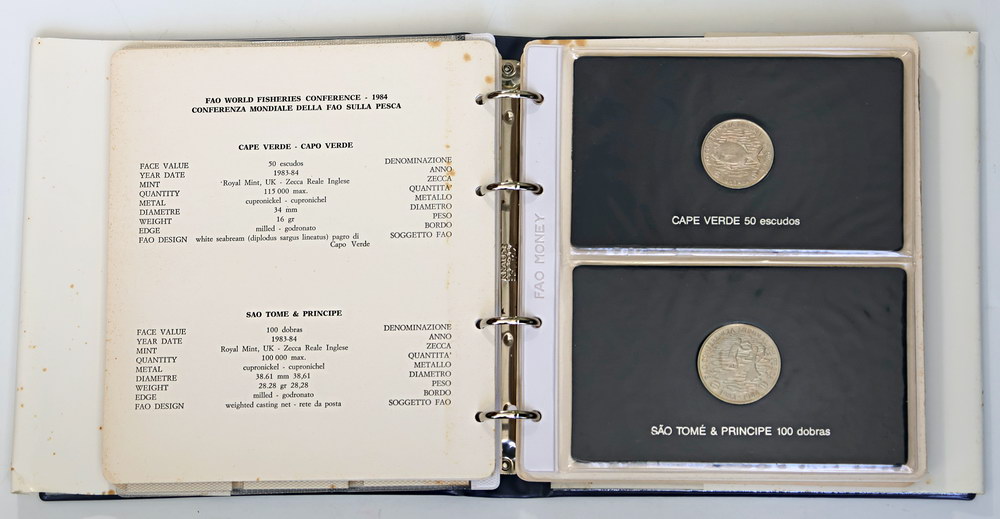 FAO WORLD FISHERIES CONFERENCE - 1984
CONFERENZA MONDIALE DELLA FAO SULLA PESCA
CAPE VERDE - CAPO VERDE
FACE VALUE 50 escudos DENOMINAZIONE
YEAR DATE 1983-84 ANNO
MINT Royal Mint, UK - Zecca Reale Inglese ZECCA
QUANTITY 115 000 max. QUANTITA'
METAL cupronickel - cupronichel METALLO
DIAMETRE 34 mm DIAMETRO
WEIGHT 16 gr PESO
EDGE milled - godronato BORDO
FAO DESIGN white seabream (diplodus sargus lineatus) pagro di SOGGETTO FAO
Capo Verde
SAO TOME & PRINCIPE
FACE VALUE 100 dobras DENOMINAZIONE
YEAR DATE 1983-84 ANNO
MINT Royal Mint, UK - Zecca Reale Inglese ZECCA
QUANTITY 100 000 max. QUANTITA'
METAL cupronickel - cupronichel METALLO
DIAMETRE 38.61 mm 38,61 DIAMETRO
WEIGHT 28.28 gr 28,28 PESO
EDGE milled - godronato BORDO
FAO DESIGN weighted casting net - rete da posta SOGGETTO FAO
FAO MONEY
CAPE VERDE 50 escudos
SÃO TOMÉ & PRINCIPE 100 dobras